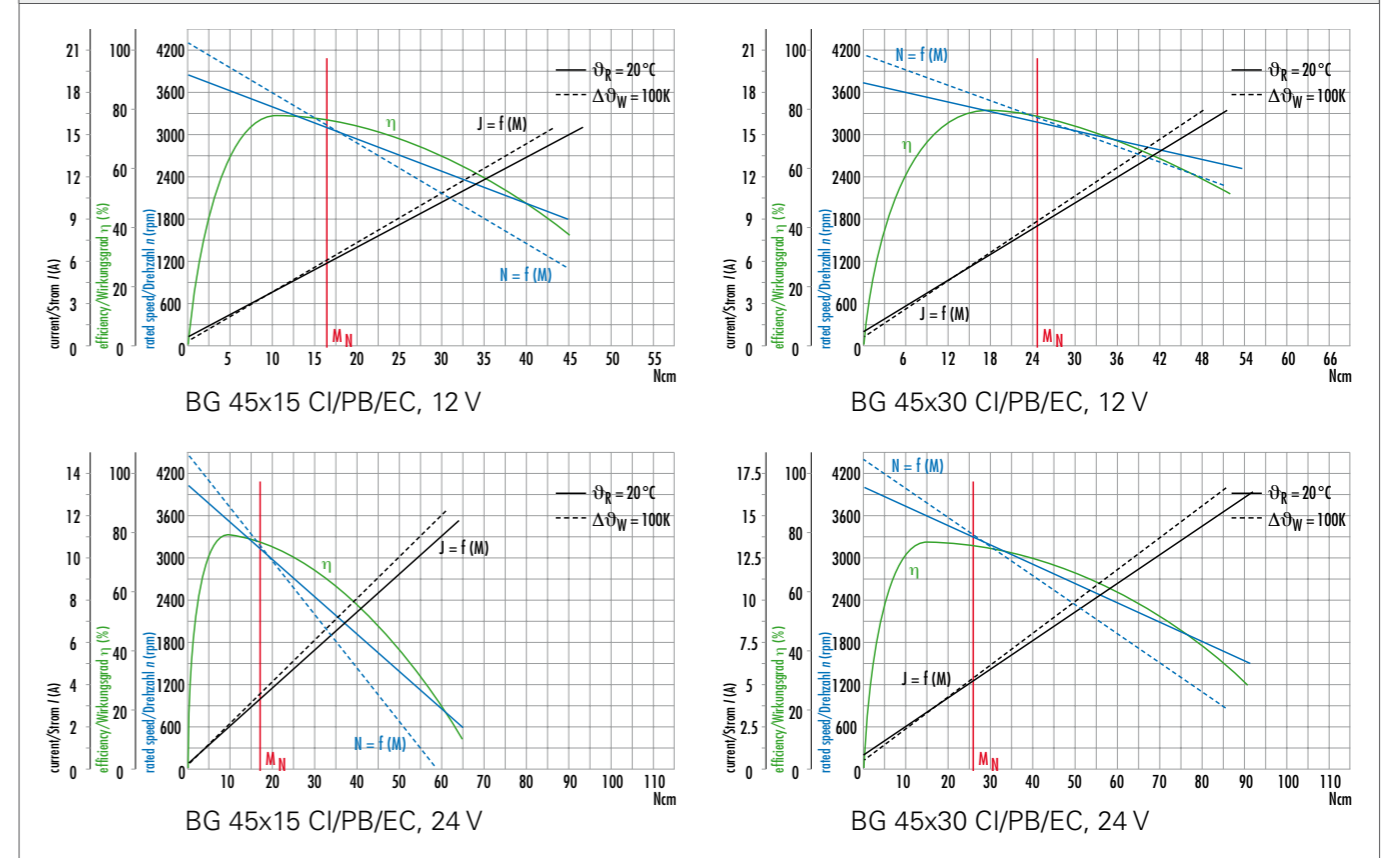 21 100 4200
18 3600
80
15 3000
12 60 2400
9 1800
40
6 1200
20
3 600
0 0 0
current/Strom I (A)
efficiency/Wirkungsgrad η (%)
rated speed/Drehzahl n (rpm)
ϑR = 20°C
ΔϑW = 100K
η
J = f (M)
N = f (M)
MN
5 10 15 20 25 30 35 40 45 50 55
Ncm
BG 45x15 CI/PB/EC, 12 V
21 100 4200
18 3600
80
15 3000
12 60 2400
9 1800
40
6 1200
20
3 600
0 0 0
current/Strom I (A)
efficiency/Wirkungsgrad η (%)
rated speed/Drehzahl n (rpm)
N = f (M)
ϑR = 20°C
ΔϑW = 100K
η
J = f (M)
MN
6 12 18 24 30 36 42 48 54 60 66
Ncm
BG 45x30 CI/PB/EC, 12 V
14 100 4200
12 3600
80
10 3000
8 60 2400
6 1800
40
4 1200
20
2 600
0 0 0
current/Strom I (A)
efficiency/Wirkungsgrad η (%)
rated speed/Drehzahl n (rpm)
ϑR = 20°C
ΔϑW = 100K
J = f (M)
η
N = f (M)
MN
10 20 30 40 50 60 70 80 90 100 110
Ncm
BG 45x15 CI/PB/EC, 24 V
17.5 100 4200
15 3600
80
12.5 3000
10 60 2400
7.5 1800
40
5 1200
20
2.5 600
0 0 0
current/Strom I (A)
efficiency/Wirkungsgrad η (%)
rated speed/Drehzahl n (rpm)
N = f (M)
ϑR = 20°C
ΔϑW = 100K
η
J = f (M)
MN
10 20 30 40 50 60 70 80 90 100 110
Ncm
BG 45x30 CI/PB/EC, 24 V